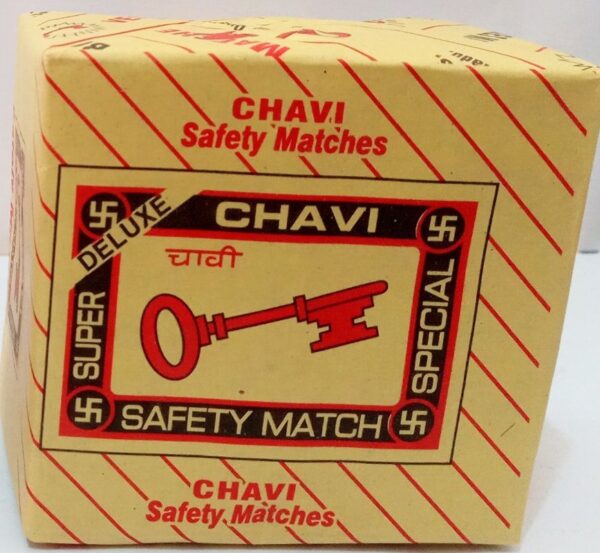 CHAVI
Safety Matches
DELUXE
CHAVI
चावी
SUPER
SPECIAL
SAFETY MATCH
CHAVI
Safety Matches